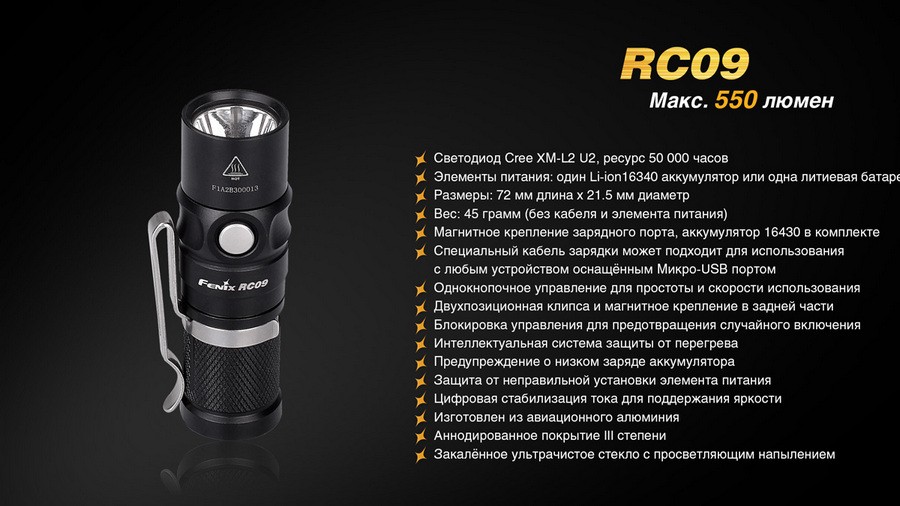 RC09
Макс. 550 люмен
HOT
F1A2B300013
FENIX RC09
Светодиод Cree XM-L2 U2, ресурс 50 000 часов
Элементы питания: один Li-ion16340 аккумулятор или одна литиевая батаре
Размеры: 72 мм длина x 21.5 мм диаметр
Вес: 45 грамм (без кабеля и элемента питания)
Магнитное крепление зарядного порта, аккумулятор 16430 в комплекте
Специальный кабель зарядки может подходит для использования
с любым устройством оснащённым Микро-USB портом
Однокнопочное управление для простоты и скорости использования
Двухпозиционная клипса и магнитное крепление в задней части
Блокировка управления для предотвращения случайного включения
Интеллектуальная система защиты от перегрева
Предупреждение о низком заряде аккумулятора
Защита от неправильной установки элемента питания
Цифровая стабилизация тока для поддержания яркости
Изготовлен из авиационного алюминия
Аннодированное покрытие III степени
Закалённое ультрачистое стекло с просветляющим напылением